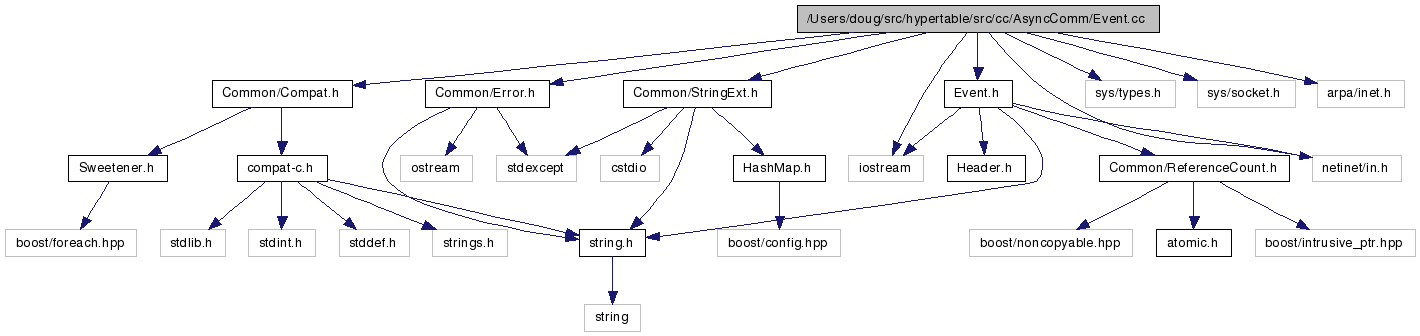 /Users/doug/src/hypertable/src/cc/AsyncComm/Event.cc
Common/Compat.h
Common/Error.h
Common/StringExt.h
Event.h
sys/types.h
sys/socket.h
arpa/inet.h
Sweetener.h
compat-c.h
ostream
stdexcept
cstdio
HashMap.h
iostream
Header.h
Common/ReferenceCount.h
netinet/in.h
boost/foreach.hpp
stdlib.h
stdint.h
stddef.h
strings.h
string.h
boost/config.hpp
boost/noncopyable.hpp
atomic.h
boost/intrusive_ptr.hpp
string